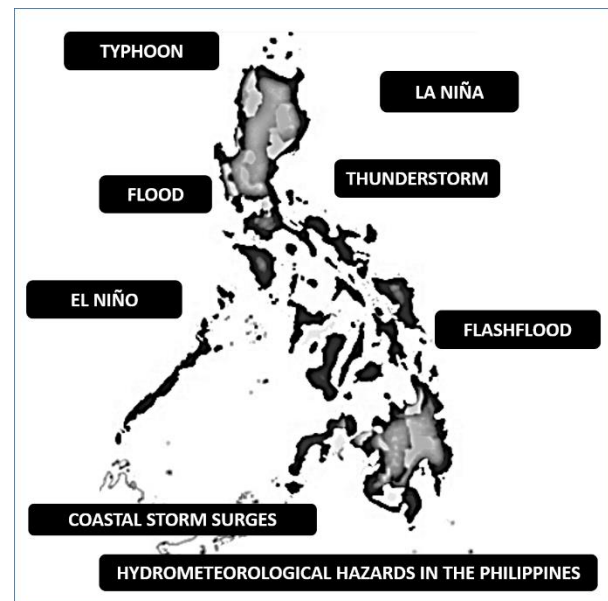 TYPHOON
LA NIÑA
THUNDERSTORM
FLOOD
EL NIÑO
FLASHFLOOD
COASTAL STORM SURGES
HYDROMETEOROLOGICAL HAZARDS IN THE PHILIPPINES